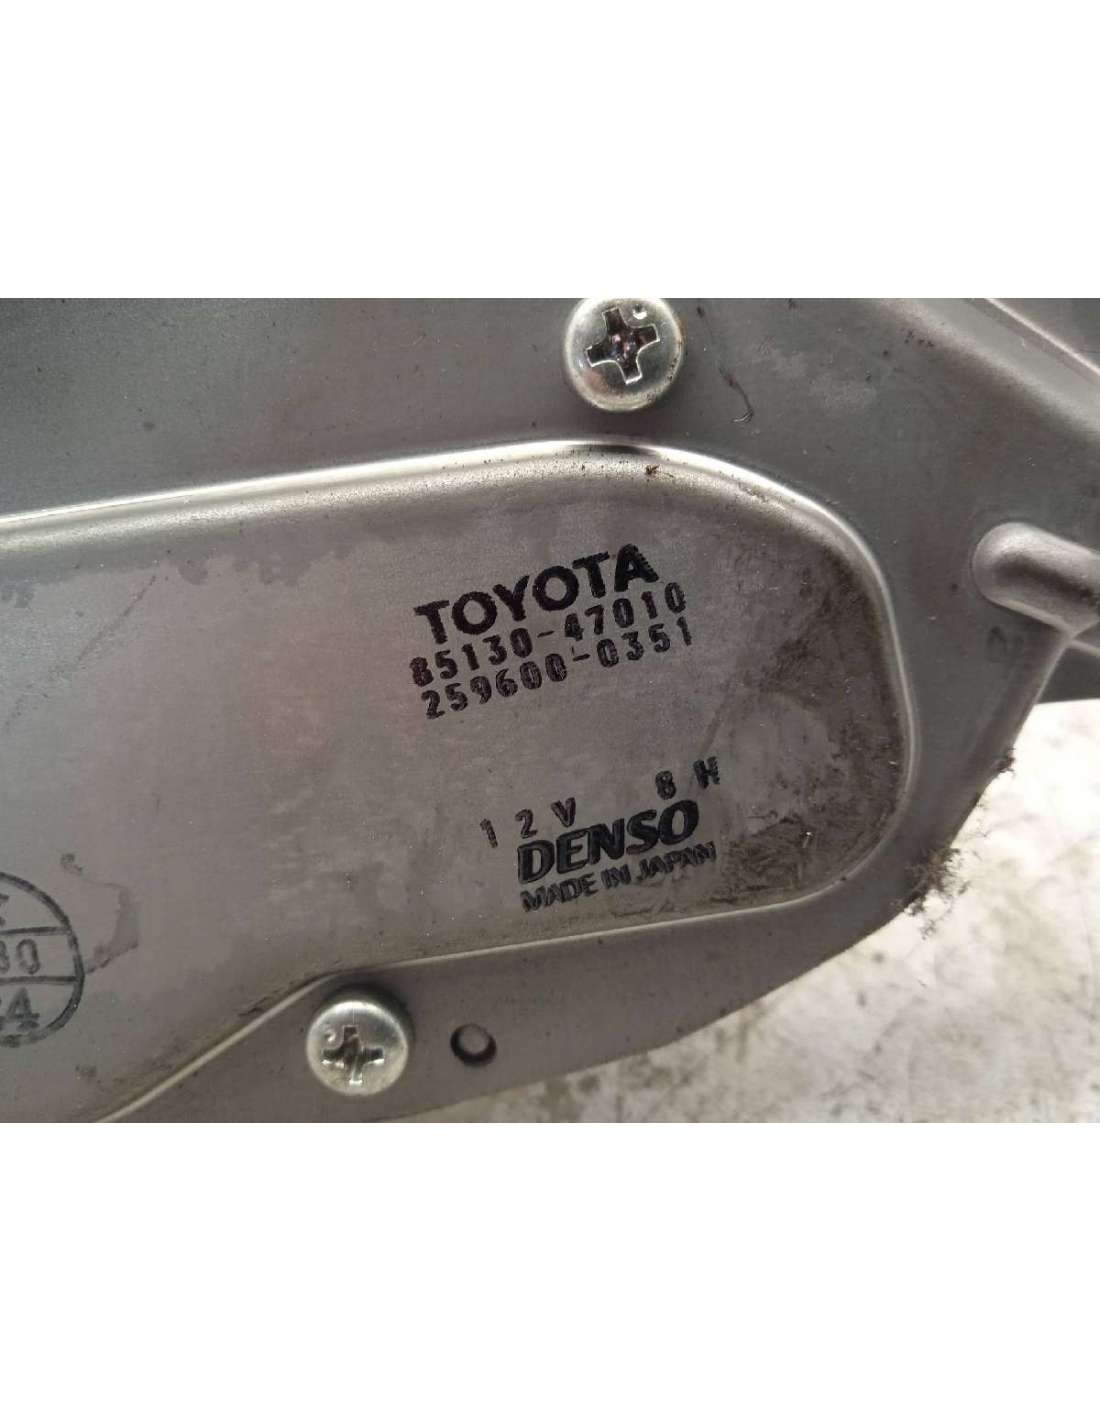 TOYOTA
85130-47010
259600-0351
12V 8H
DENSO
MADE IN JAPAN